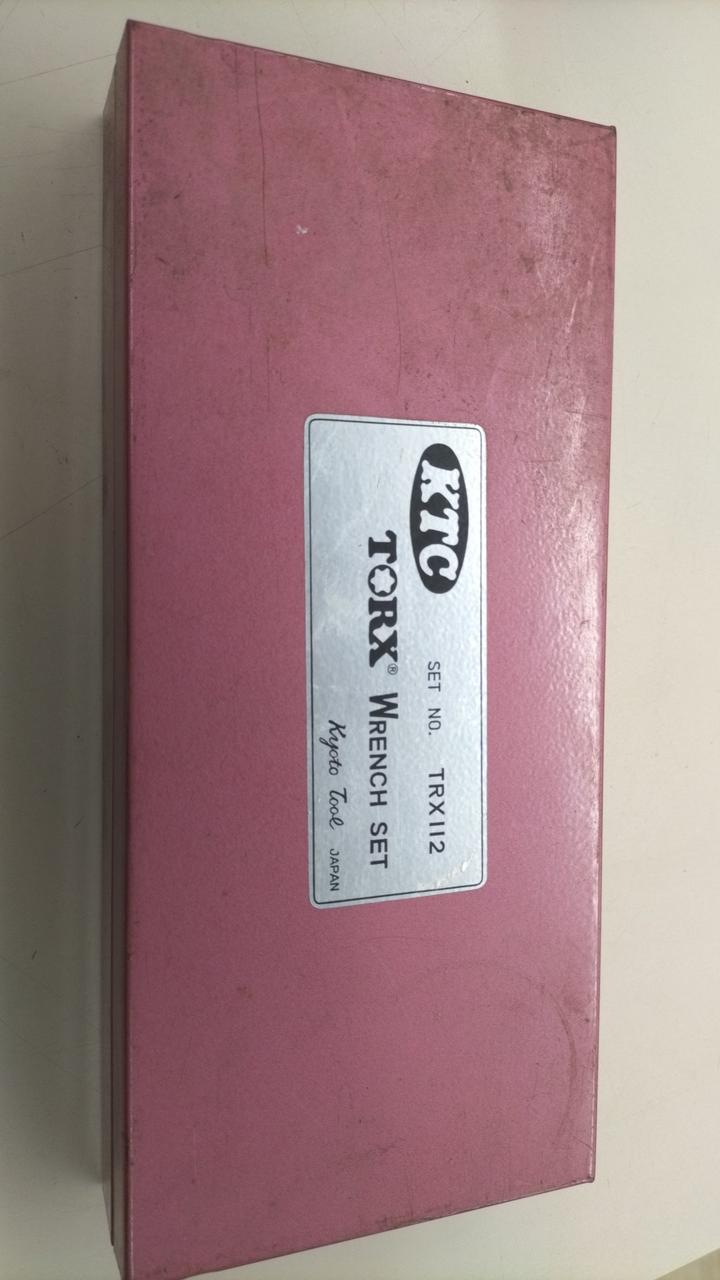 KTC SET NO. TRX112
TORX® WRENCH SET
Kyoto Tool JAPAN